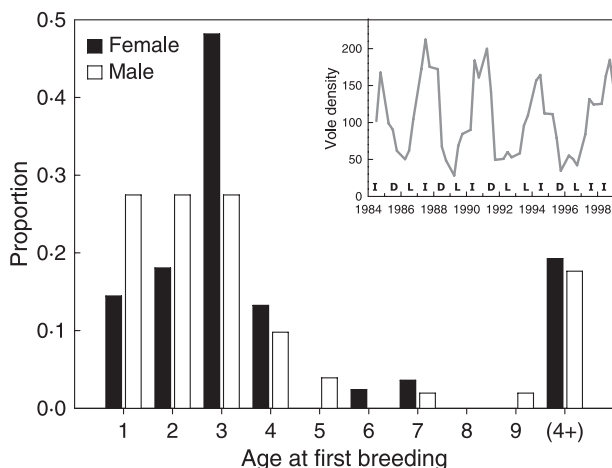 0·5
0·4
0·3
0·2
0·1
0·0
Proportion
Female
Male
1 2 3 4 5 6 7 8 9 (4+)
Age at first breeding
200
150
100
50
0
Vole density
I D L I D L I D L L I D L I I
1984 1986 1988 1990 1992 1994 1996 1998